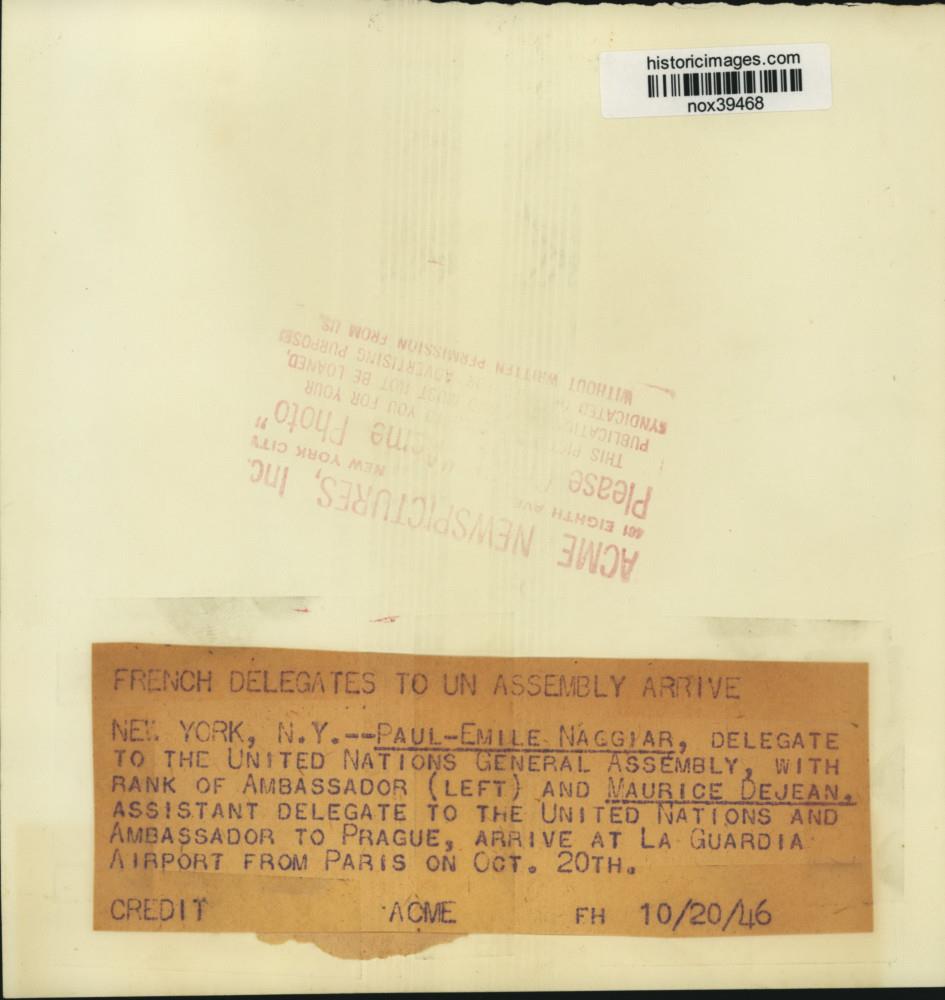 historicimages.com
nox39468
ACME NEWSPICTURES, Inc.
461 EIGHTH AVE NEW YORK CITY
Please "Acme Photo"
THIS YOU FOR YOUR
PUBLICATION MUST NOT BE LOANED,
SYNDICATED ADVERTISING PURPOSES
WITHOUT WRITTEN PERMISSION FROM US.
FRENCH DELEGATES TO UN ASSEMBLY ARRIVE
NEW YORK, N.Y.--PAUL-EMILE NAGGIAR, DELEGATE
TO THE UNITED NATIONS GENERAL ASSEMBLY, WITH
RANK OF AMBASSADOR (LEFT) AND MAURICE DEJEAN,
ASSISTANT DELEGATE TO THE UNITED NATIONS AND
AMBASSADOR TO PRAGUE, ARRIVE AT LA GUARDIA
AIRPORT FROM PARIS ON OCT. 20TH.
CREDIT ACME FH 10/20/46